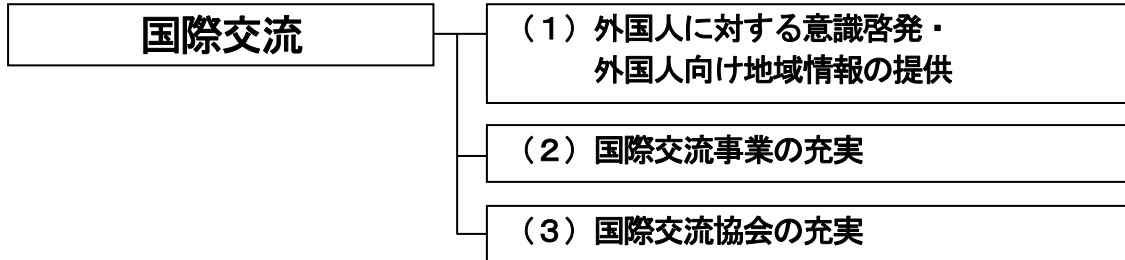 国際交流
（１）外国人に対する意識啓発・
外国人向け地域情報の提供
（２）国際交流事業の充実
（３）国際交流協会の充実